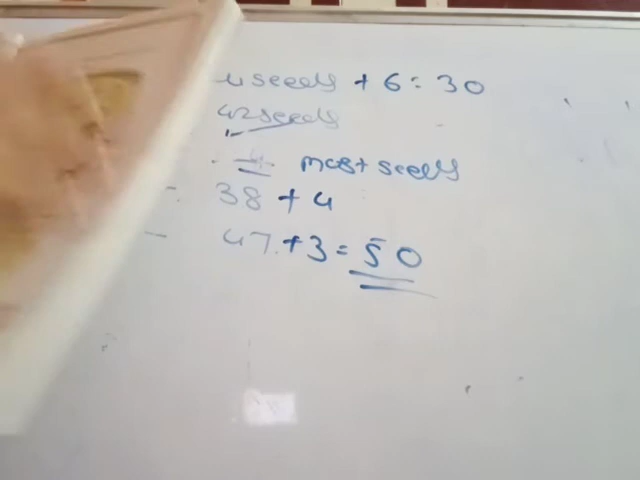 4 seeds + 6 = 30
42 seeds
most seeds
38 + 4
47 + 3 = 50